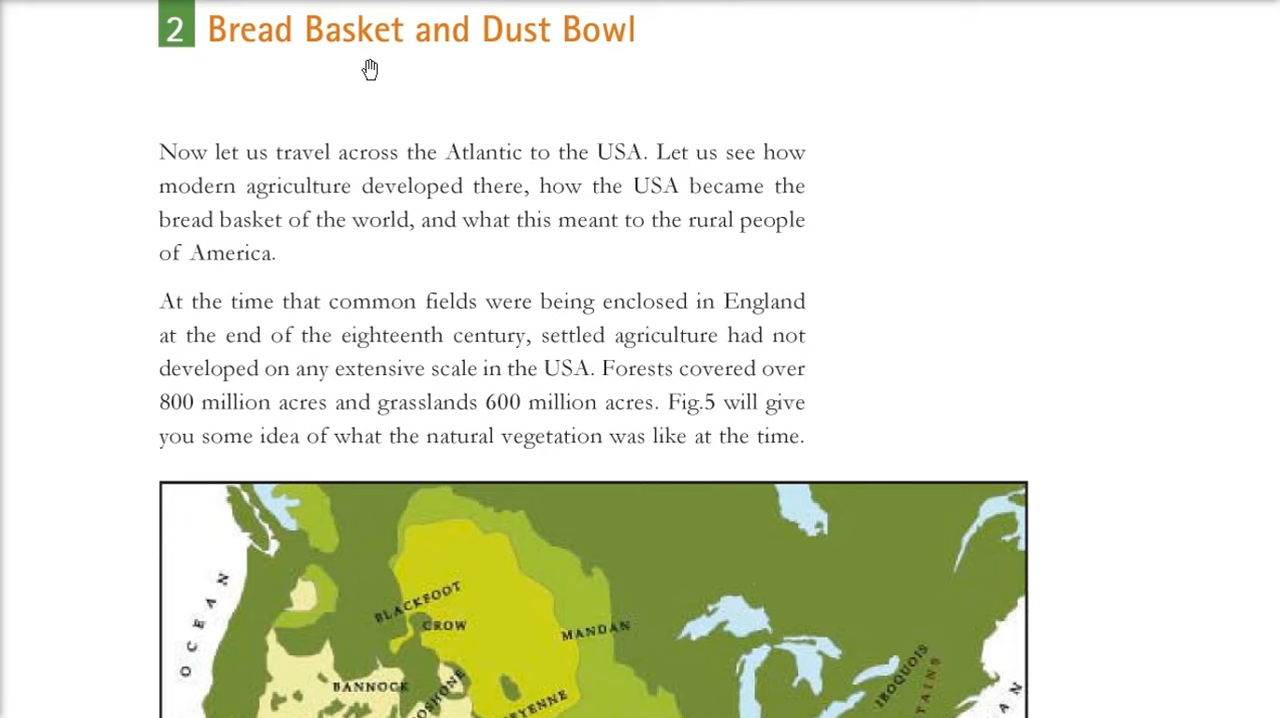 2 Bread Basket and Dust Bowl
Now let us travel across the Atlantic to the USA. Let us see how
modern agriculture developed there, how the USA became the
bread basket of the world, and what this meant to the rural people
of America.
At the time that common fields were being enclosed in England
at the end of the eighteenth century, settled agriculture had not
developed on any extensive scale in the USA. Forests covered over
800 million acres and grasslands 600 million acres. Fig.5 will give
you some idea of what the natural vegetation was like at the time.
OCEAN
BLACKFOOT
CROW
MANDAN
BANNOCK
IROQUOIS